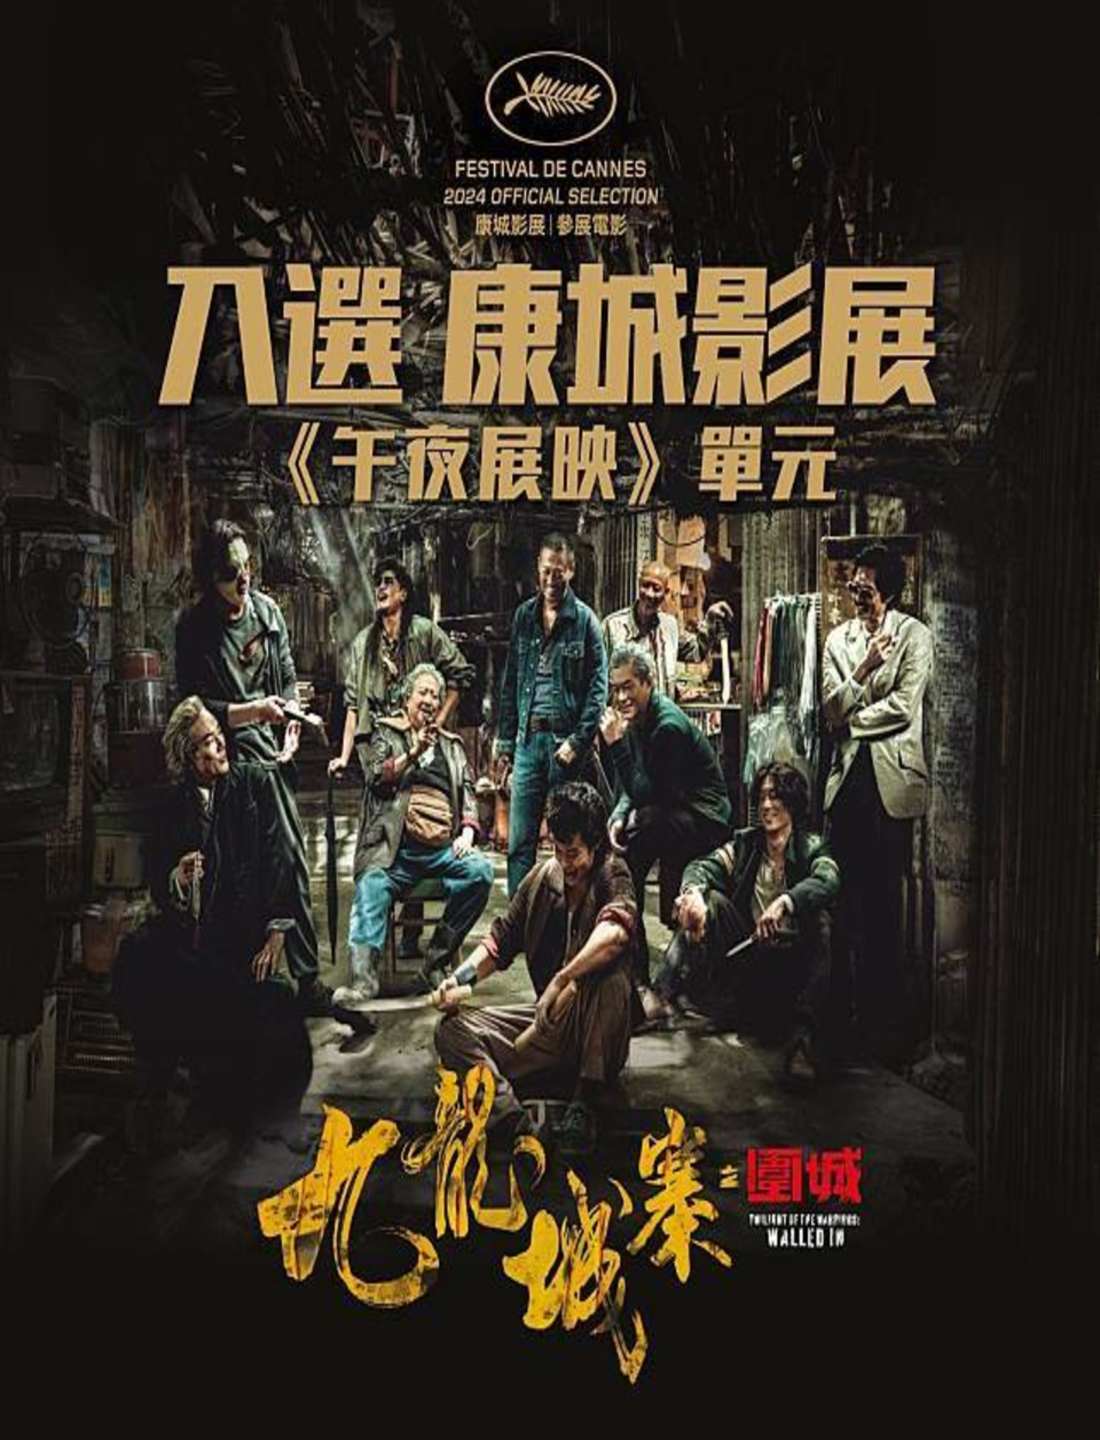 FESTIVAL DE CANNES
2024 OFFICIAL SELECTION
康城影展|參展電影
入選 康城影展
《午夜展映》單元
九龍城寨
之 圍城
TWILIGHT OF THE WARRIORS:
WALLED IN